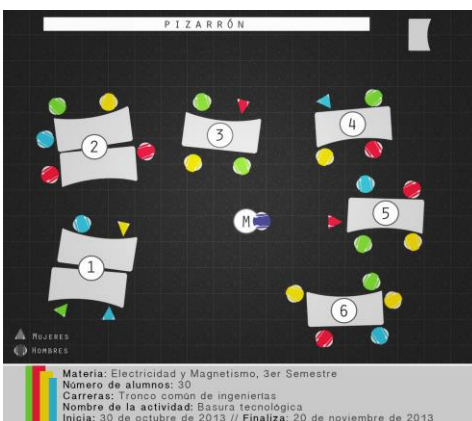 PIZARRÓN
2
3
4
M
5
1
6
MUJERES
HOMBRES
Materia: Electricidad y Magnetismo, 3er Semestre
Número de alumnos: 30
Carreras: Tronco común de ingenierías
Nombre de la actividad: Basura tecnológica
Inicia: 30 de octubre de 2013 // Finaliza: 20 de noviembre de 2013